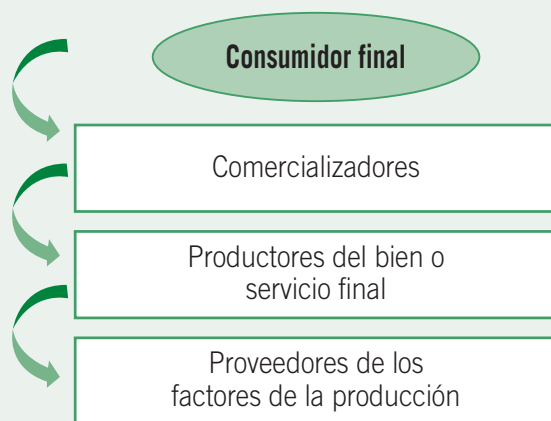 Consumidor final
Comercializadores
Productores del bien o
servicio final
Proveedores de los
factores de la producción